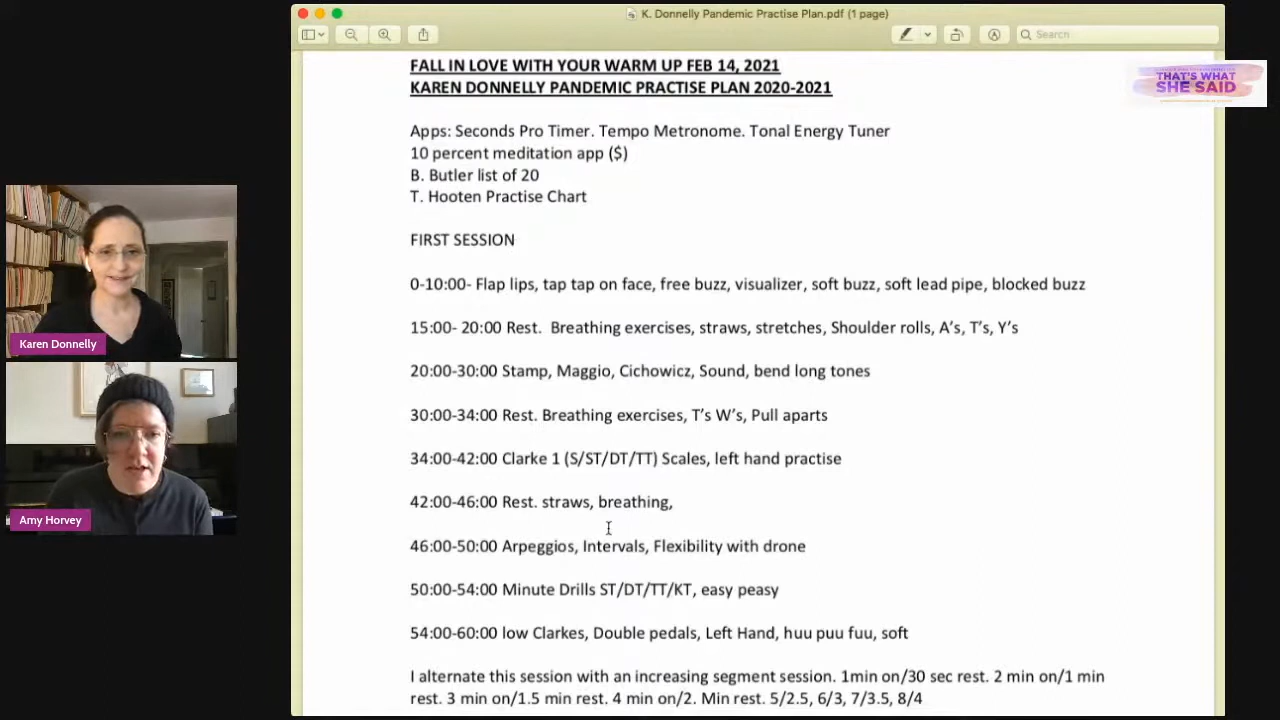 K. Donnelly Pandemic Practise Plan.pdf (1 page)
Search
FALL IN LOVE WITH YOUR WARM UP FEB 14, 2021
KAREN DONNELLY PANDEMIC PRACTISE PLAN 2020-2021
Apps: Seconds Pro Timer. Tempo Metronome. Tonal Energy Tuner
10 percent meditation app ($)
B. Butler list of 20
T. Hooten Practise Chart
FIRST SESSION
0-10:00- Flap lips, tap tap on face, free buzz, visualizer, soft buzz, soft lead pipe, blocked buzz
15:00- 20:00 Rest. Breathing exercises, straws, stretches, Shoulder rolls, A's, T's, Y's
20:00-30:00 Stamp, Maggio, Cichowicz, Sound, bend long tones
30:00-34:00 Rest. Breathing exercises, T's W's, Pull aparts
34:00-42:00 Clarke 1 (S/ST/DT/TT) Scales, left hand practise
42:00-46:00 Rest. straws, breathing,
46:00-50:00 Arpeggios, Intervals, Flexibility with drone
50:00-54:00 Minute Drills ST/DT/TT/KT, easy peasy
54:00-60:00 low Clarkes, Double pedals, Left Hand, huu puu fuu, soft
I alternate this session with an increasing segment session. 1min on/30 sec rest. 2 min on/1 min
rest. 3 min on/1.5 min rest. 4 min on/2. Min rest. 5/2.5, 6/3, 7/3.5, 8/4
THAT'S WHAT
SHE SAID
Karen Donnelly
Amy Horvey